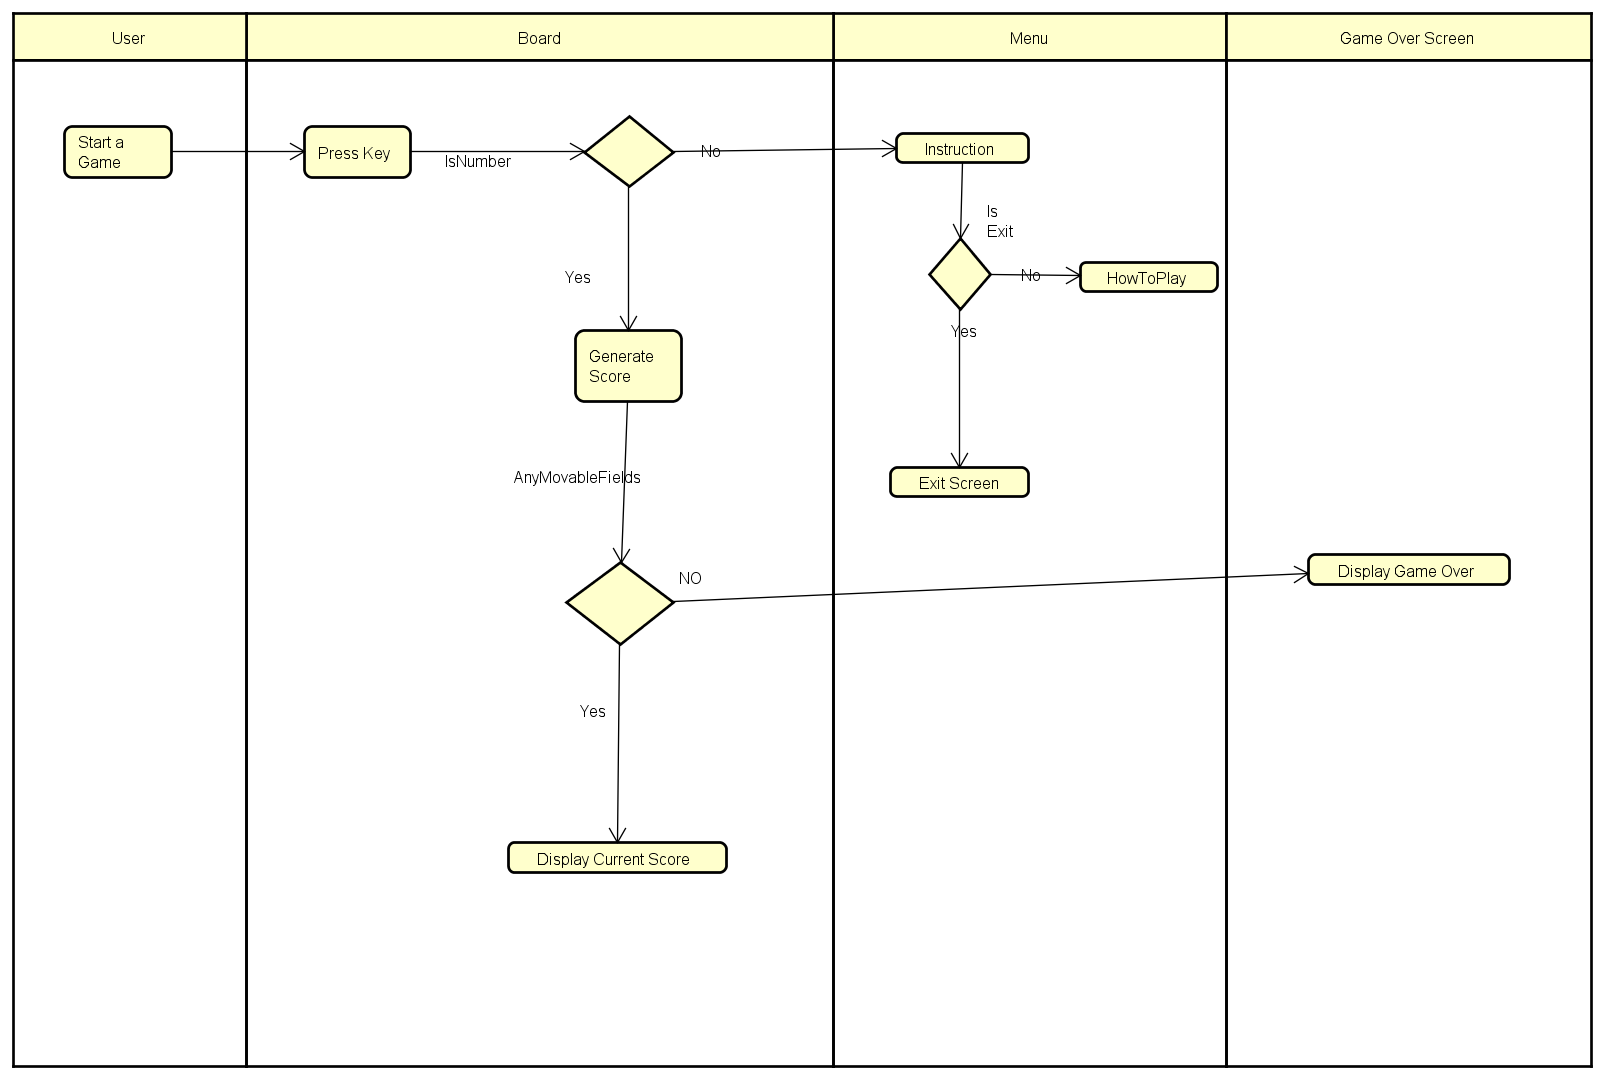 User
Board
Menu
Game Over Screen
Start a
Game
Press Key
IsNumber
No
Instruction
Is
Exit
No
HowToPlay
Yes
Yes
Generate
Score
AnyMovableFields
Exit Screen
NO
Display Game Over
Yes
Display Current Score